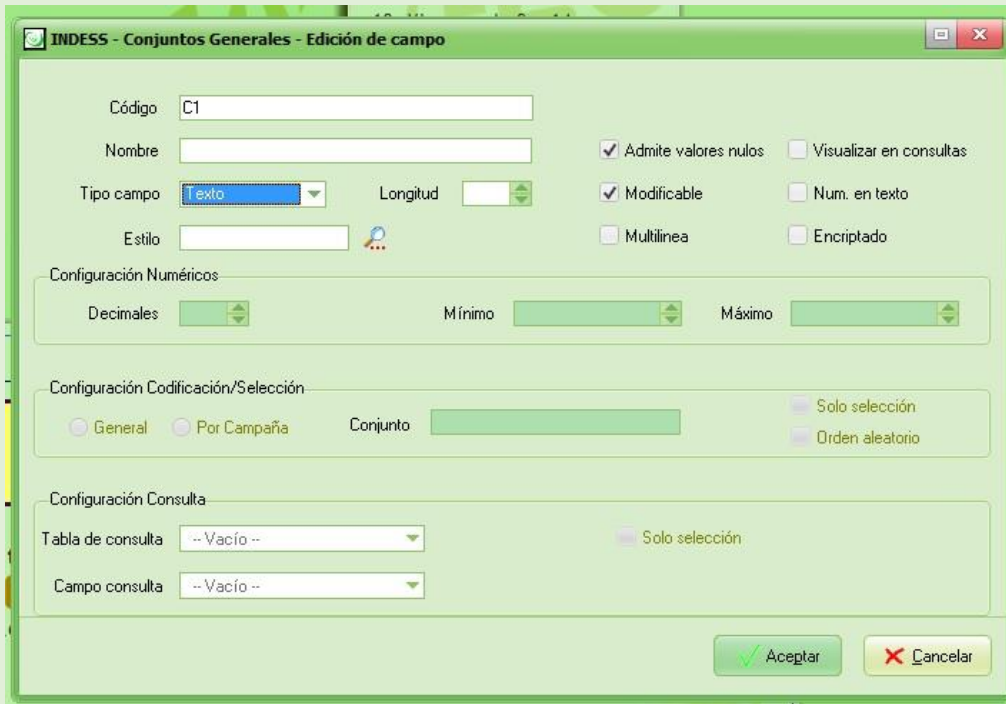 INDESS - Conjuntos Generales - Edición de campo
Código C1
Nombre Admite valores nulos Visualizar en consultas
Tipo campo Texto Longitud Modificable Num. en texto
Estilo Multilinea Encriptado
Configuración Numéricos
Decimales Mínimo Máximo
Configuración Codificación/Selección
Solo selección
General Por Campaña Conjunto
Orden aleatorio
Configuración Consulta
Tabla de consulta -- Vacío -- Solo selección
Campo consulta -- Vacío --
Aceptar Cancelar